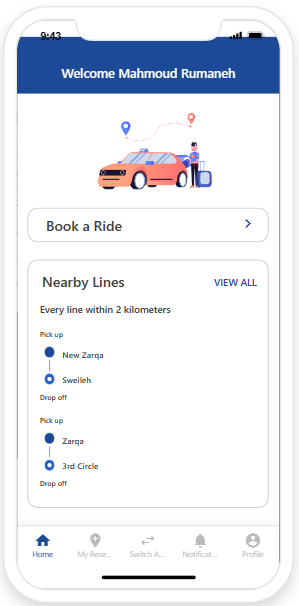 9:43
Welcome Mahmoud Rumaneh
Book a Ride
Nearby Lines VIEW ALL
Every line within 2 kilometers
Pick up
New Zarqa
Sweileh
Drop off
Pick up
Zarqa
3rd Circle
Drop off
Home My Rese... Switch A... Notificat... Profile